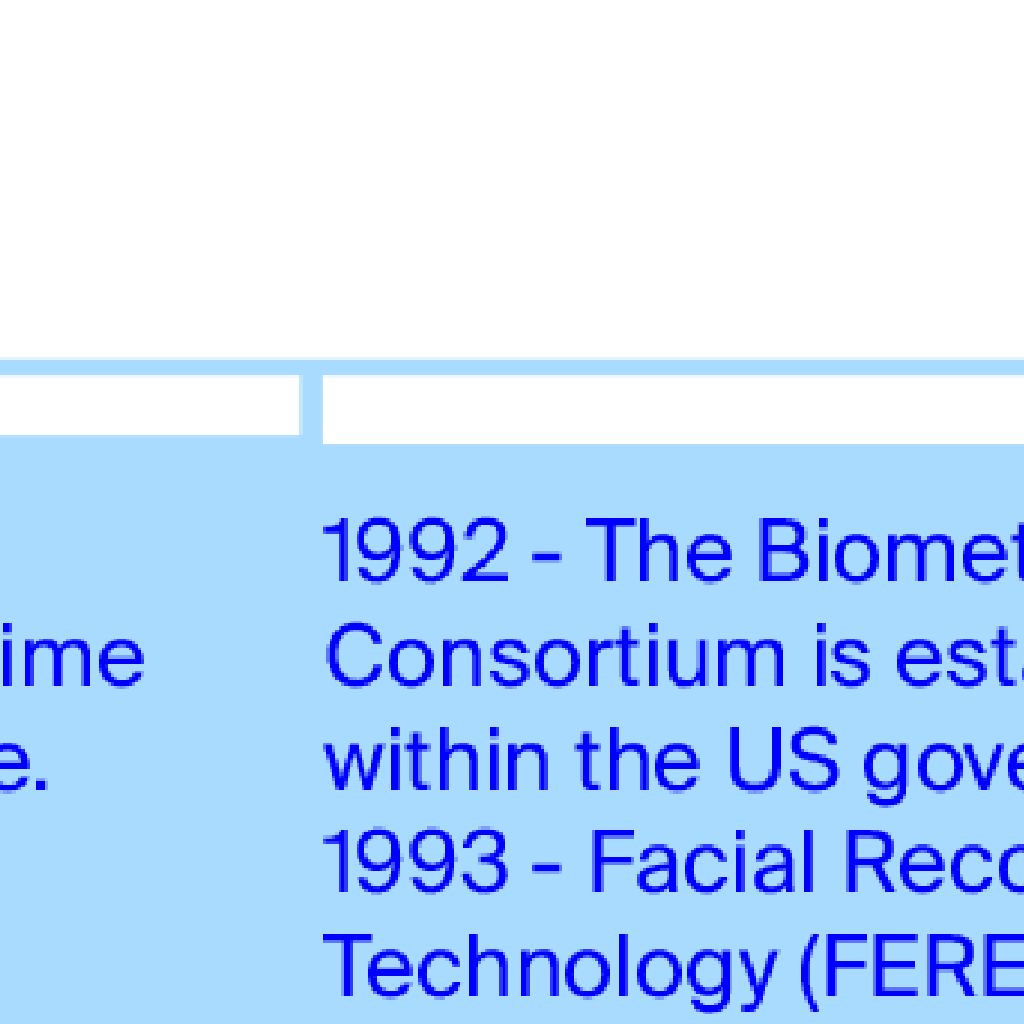 ime
e.
1992 - The Biomet
Consortium is est
within the US gove
1993 - Facial Reco
Technology (FERE